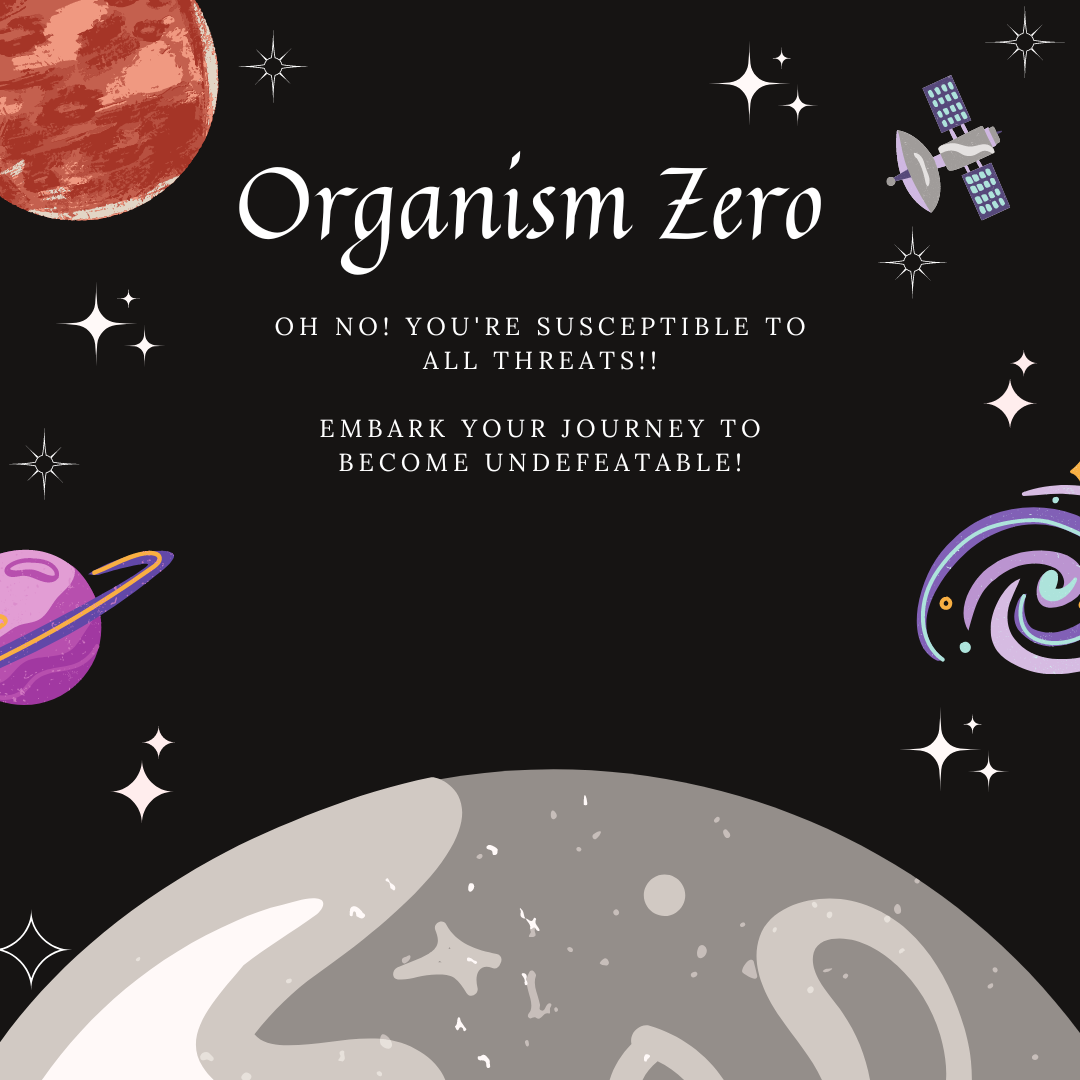 Organism Zero
OH NO! YOU'RE SUSCEPTIBLE TO
ALL THREATS!!
EMBARK YOUR JOURNEY TO
BECOME UNDEFEATABLE!